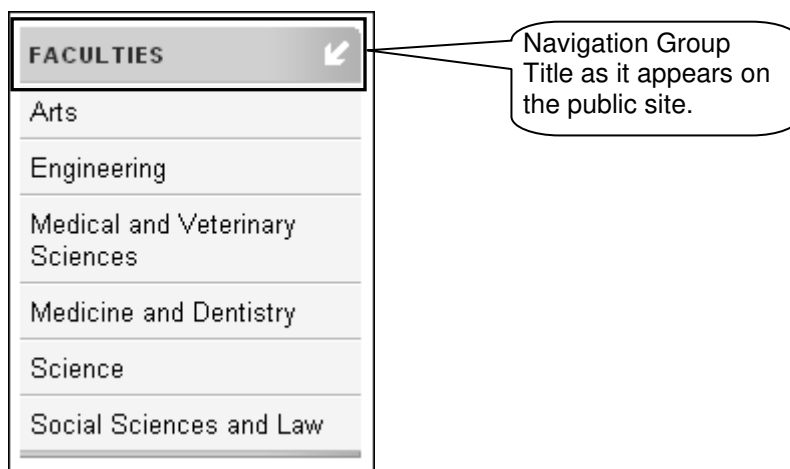 FACULTIES
Arts
Engineering
Medical and Veterinary
Sciences
Medicine and Dentistry
Science
Social Sciences and Law
Navigation Group
Title as it appears on
the public site.